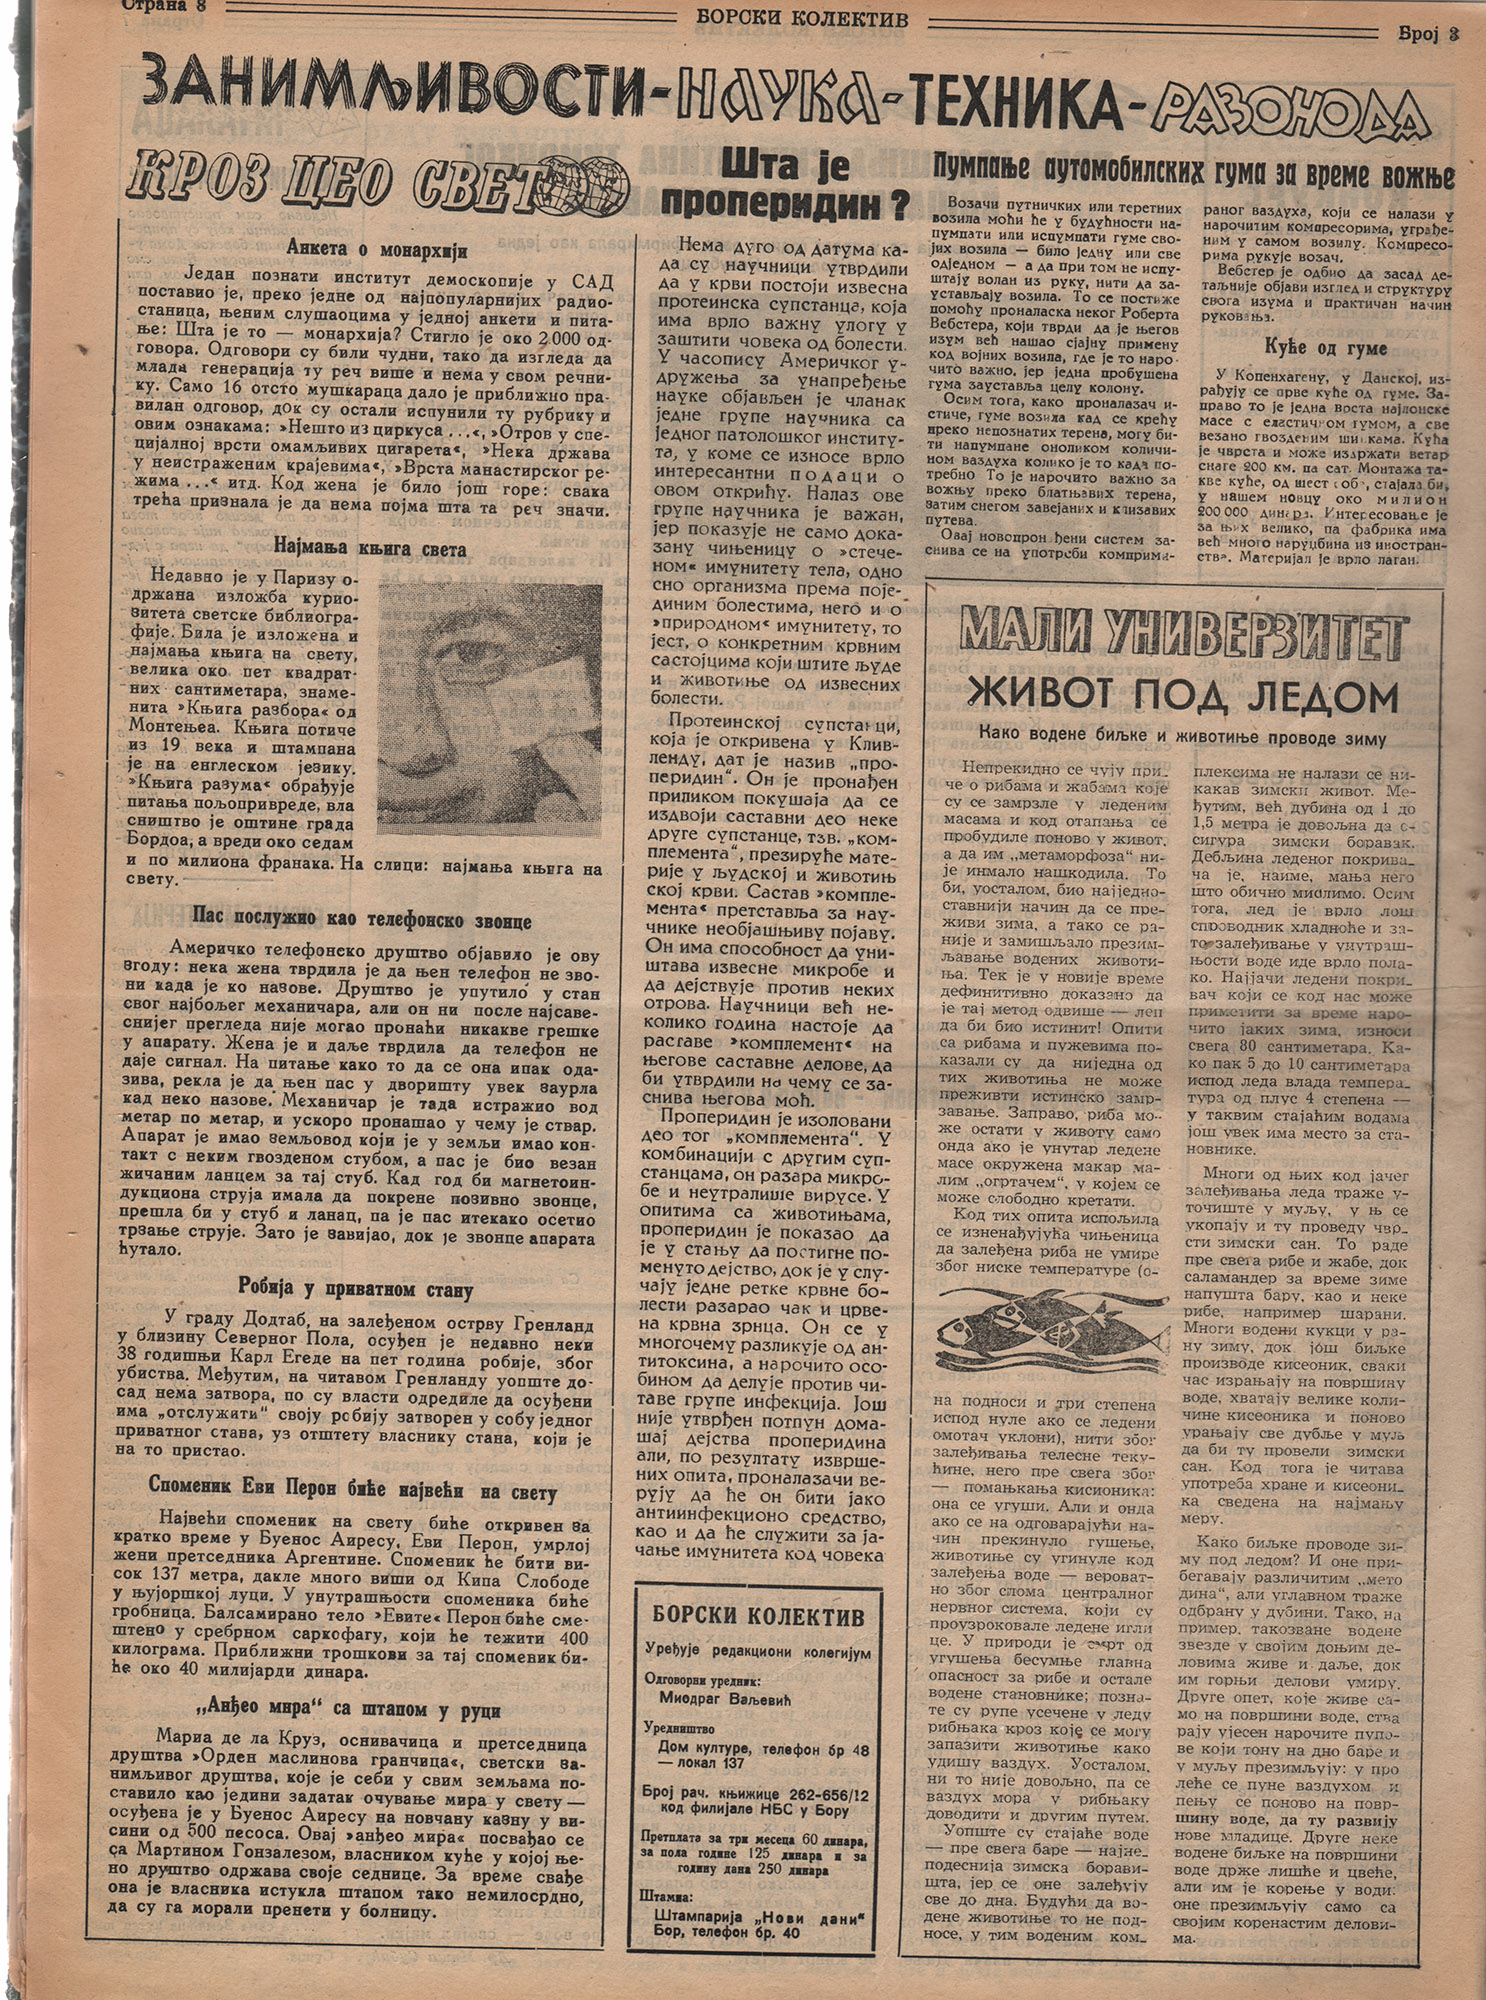 Страна 8
БОРСКИ КОЛЕКТИВ
Број 3
ЗАНИМЉИВОСТИ-НАУКА-ТЕХНИКА-РАЗОНОДА
КРОЗ ЦЕО СВЕТ
Анкета о монархији
Један познати институт демоскопије у САД
поставио је, преко једне од најпопуларнијих радио-
станица, њеним слушаоцима у једној анкети и пита-
ње: Шта је то — монархија? Стигло је око 2 000 од-
говора. Одговори су били чудни, тако да изгледа да
млада генерација ту реч више и нема у свом речни-
ку. Само 16 отсто мушкараца дало је приближно пра-
вилан одговор, док су остали испунили ту рубрику и
овим ознакама: »Нешто из циркуса . . .«, »Отров у спе-
цијалној врсти омамљивих цигарета«, »Нека држава
у неистраженим крајевима«, »Врста манастирског ре-
жима . . .« итд. Код жена је било још горе: свака
трећа признала је да нема појма шта та реч значи.
Најмања књига света
Недавно је у Паризу о-
држана изложба курио-
зитета светске библиогра-
фије. Била је изложена и
најмања књига на свету,
велика око пет квадрат-
них сантиметара, знаме-
нита »Књига разбора« од
Монтењеа. Књига потиче
из 19 века и штампана
је на енглеском језику.
»Књига разума« обрађује
питања пољопривреде, вла
сништво је општине града
Бордоа, а вреди око седам
и по милиона франака. На слици: најмања књига на
свету.
Пас послужио као телефонско звонце
Америчко телефонско друштво објавило је ову
згоду: нека жена тврдила је да њен телефон не зво-
ни када је ко назове. Друштво је упутило у стан
свог најбољег механичара, али он ни после најсаве-
снијег прегледа није могао пронаћи никакве грешке
у апарату. Жена је и даље тврдила да телефон не
даје сигнал. На питање како то да се она ипак ода-
зива, рекла је да њен пас у дворишту увек заурла
кад неко назове. Механичар је тада истражио вод
метар по метар, и ускоро пронашао у чему је ствар.
Апарат је имао земљовод који је у земљи имао кон-
такт с неким гвозденом стубом, а пас је био везан
жичаним ланцем за тај стуб. Кад год би магнетоин-
дукциона струја имала да покрене позивно звонце,
прешла би у стуб и ланац, па је пас итекако осетио
трзање струје. Зато је завијао, док је звонце апарата
ћутало.
Робија у приватном стану
У граду Додтаб, на залеђеном острву Гренланд
у близину Северног Пола, осуђен је недавно неки
38 годишњи Карл Егеде на пет година робије, због
убиства. Међутим, на читавом Гренланду уопште до-
сад нема затвора, по су власти одредиле да осуђени
има „отслужити“ своју робију затворен у собу једног
приватног става, уз отштету власнику стана, који је
на то пристао.
Споменик Еви Перон биће највећи на свету
Највећи споменик на свету биће откривен за
кратко време у Буенос Аиресу, Еви Перон, умрлој
жени претседника Аргентине. Споменик ће бити ви-
сок 137 метра, дакле много виши од Кипа Слободе
у њујоршкој луци. У унутрашњости споменика биће
гробница. Балсамирано тело »Евите« Перон биће сме-
штено у сребрном саркофагу, који ће тежити 400
килограма. Приближни трошкови за тај споменик би-
ће око 40 милијарди динара.
„Анђео мира“ са штапом у руци
Мариа де ла Круз, оснивачица и претседница
друштва »Орден маслинова гранчица«, светски за-
нимљивог друштва, које је себи у свим земљама по-
ставило као једини задатак очување мира у свету —
осуђена је у Буенос Аиресу на новчану казну у ви-
сини од 500 песоса. Овај »анђео мира« посвађао се
са Мартином Гонзалезом, власником куће у којој ње-
но друштво одржава своје седнице. За време свађе
она је власника истукла штапом тако немилосрдно,
да су га морали пренети у болницу.
Шта је
проперидин ?
Нема дуго од датума ка-
да су научници утврдили
да у крви постоји извесна
протеинска супстанца, која
има врло важну улогу у
заштити човека од болести.
У часопису Америчког у-
дружења за унапређење
науке објављен је чланак
једне групе научника са
једног патолошког институ-
та, у коме се износе врло
интересантни подаци о
овом открићу. Налаз ове
групе научника је важан,
јер показује не само дока-
зану чињеницу о »стече-
ном« имунитету тела, одно
сно организма према поје-
диним болестима, него и о
»природном« имунитету, то
јест, о конкретним крвним
састојцима који штите људе
и животиње од извесних
болести.
Протеинској супстанци,
која је откривена у Клив-
ленду, дат је назив „про-
перидин“. Он је пронађен
приликом покушаја да се
издвоји саставни део неке
друге супстанце, тзв. „ком-
племента“, презируће мате-
рије у људској и животињ
ској крви. Састав »компле-
мента« претставља за нау-
чнике необјашњиву појаву.
Он има способност да уни-
штава извесне микробе и
да дејствује против неких
отрова. Научници већ не-
колико година настоје да
раставе »комплемент« на
његове саставне делове, да
би утврдили на чему се за-
снива његова моћ.
Проперидин је изоловани
део тог „комплемента“. У
комбинацији с другим суп-
станцама, он разара микро-
бе и неутралише вирусе. У
опитима са животињама,
проперидин је показао да
је у стању да постигне по-
менуто дејство, док је у слу-
чају једне ретке крвне бо-
лести разарао чак и црве-
на крвна зрнца. Он се у
многочему разликује од ан-
титоксина, а нарочито осо-
бином да делује против чи-
таве групе инфекција. Још
није утврђен потпун дома-
шај дејства проперидина
али, по резултату изврше-
них опита, проналазачи ве-
рују да ће он бити јако
антиинфекционо средство,
као и да ће служити за ја-
чање имунитета код човека
БОРСКИ КОЛЕКТИВ
Уређује редакциони колегијум
Одговорни уредник:
Миодраг Ваљевић
Уредништво
Дом културе, телефон бр 48
— локал 137
Број рач. књижице 262-656/12
код филијале НБС у Бору
Претплата за три месеца 60 динара,
за пола године 125 динара и за
годину дана 250 динара
Штампа:
Штампарија „Нови дани“
Бор, телефон бр. 40
Пумпање аутомобилских гума за време вожње
Возачи путничких или теретних
возила моћи ће у будућности на-
пумпати или испумпати гуме сво-
јих возила — било једну или све
одједном — а да при том не испу-
штају волан из руку, нити да за-
устављају возила. То се постиже
помоћу проналаска неког Роберта
Вебстера, који тврди да је његов
изум већ нашао сјајну примену
код војних возила, где је то наро-
чито важно, јер једна пробушена
гума зауставља целу колону.
Осим тога, како проналазач и-
стиче, гуме возила кад се крећу
преко непознатих терена, могу би-
ти напумпане оноликом количи-
ном ваздуха колико је то када по-
требно То је нарочито важно за
вожњу преко блатњавих терена,
затим снегом завејаних и клизавих
путева.
Овај новопрон ђени систем за-
снива се на употреби комприми-
раног ваздуха, који се налази у
нарочитим компресорима, уграђе-
ним у самом возилу. Компресо-
рима рукује возач.
Вебстер је одбио да засад де-
таљније објави изглед и структуру
свога изума и практичан начин
руковања.
Куће од гуме
У Копенхагену, у Данској, из-
рађују се прве куће од гуме. За-
право то је једна воста најлонске
масе с еластичном гумом, а све
везано гвозденим шипкама. Кућа
је чврста и може издржати ветар
снаге 200 км. на сат. Монтажа та-
кве куће, од шест соб , стајала би,
у нашем новцу око милион
200 000 динара. Интересовање је
за њих велико, па фабрика има
већ много наруџбина из иностран-
ства. Материјал је врло лаган.
МАЛИ УНИВЕРЗИТЕТ
ЖИВОТ ПОД ЛЕДОМ
Како водене биљке и животиње проводе зиму
Непрекидно се чују при-
че о рибама и жабама које
су се замрзле у леденим
масама и код отапања се
пробудиле поново у живот,
а да им „метаморфоза“ ни-
је инмало нашкодила. То
би, уосталом, био најједно-
ставнији начин да се пре-
живи зима, а тако се ра-
није и замишљало презим-
љавање водених животи-
ња. Тек је у новије време
дефинитивно доказано да
је тај метод одвише — леп
да би био истинит! Опити
са рибама и пужевима по-
казали су да ниједна од
тих животиња не може
преживти истинско замр-
завање. Заправо, риба мо-
же остати у животу само
онда ако је унутар ледене
масе окружена макар ма-
лим „огртачем“, у којем се
може слободно кретати.
Код тих опита испољила
се изненађујућа чињеница
да залеђена риба не умире
због ниске температуре (о-
на подноси и три степена
испод нуле ако се ледени
омотач уклони), нити због
залеђивања телесне теку-
ћине, него пре свега због
— помањкања кисионика:
она се угуши. Али и онда
ако се на одговарајући на-
чин прекинуло гушење,
животиње су угинуле код
залеђења воде — вероват-
но због слома централног
нервног система, који су
проузроковале ледене игли
це. У природи је смрт од
угушења бесумње главна
опасност за рибе и остале
водене становнике; позна-
те су рупе усечене у леду
рибњака кроз које се могу
запазити животиње како
удишу ваздух. Уосталом,
ни то није довољно, па се
ваздух мора у рибњаку
доводити и другим путем.
Уопште су стајаће воде
— пре свега баре — најне-
подеснија зимска борави-
шта, јер се оне залеђују
све до дна. Будући да во-
дене животиње то не под-
носе, у тим воденим ком-
плексима не налази се ни-
какав зимски живот. Ме-
ђутим, већ дубина од 1 до
1,5 метра је довољна да о-
сигура зимски боравак.
Дебљина леденог покрива-
ча је, наиме, мања него
што обично мислимо. Осим
тога, лед је врло лош
спроводник хладноће и за-
то залеђивање у унутраш-
њости воде иде врло пола-
ко. Најјачи ледени покри-
вач који се код нас може
приметити за време наро-
чито јаких зима, износи
свега 80 сантиметара. Ка-
ко пак 5 до 10 сантиметара
испод леда влада темпера-
тура од плус 4 степена —
у таквим стајаћим водама
још увек има место за ста-
новнике.
Многи од њих код јачег
залеђивања леда траже у-
точиште у муљу, у њ се
укопају и ту проведу чвр-
сти зимски сан. То раде
пре свега рибе и жабе, док
саламандер за време зиме
напушта бару, као и неке
рибе, например шарани.
Многи водени кукци у ра-
ну зиму, док још биљке
производе кисеоник, сваки
час израњају на површину
воде, хватају велике коли-
чине кисеоника и поново
урањају све дубље у муљ
да би ту провели зимски
сан. Код тога је читава
употреба хране и кисеони-
ка сведена на најмању
меру.
Како биљке проводе зи-
му под ледом? И оне при-
бегавају различитим „мето
дина“, али углавном траже
одбрану у дубини. Тако, на
пример, такозване водене
звезде у својим доњим де-
ловима живе и даље, док
им горњи делови умиру.
Друге опет, које живе са-
мо на површини воде, ства
рају ујесен нарочите пупо-
ве који тону на дно баре и
у муљу презимљују: у про
леће се пуне ваздухом и
пењу се поново на повр-
шину воде, да ту развију
нове младице. Друге неке
водене биљке на површини
воде држе лишће и цвеће,
али им је корење у води:
оне презимљују само са
својим коренастим делови-
ма.